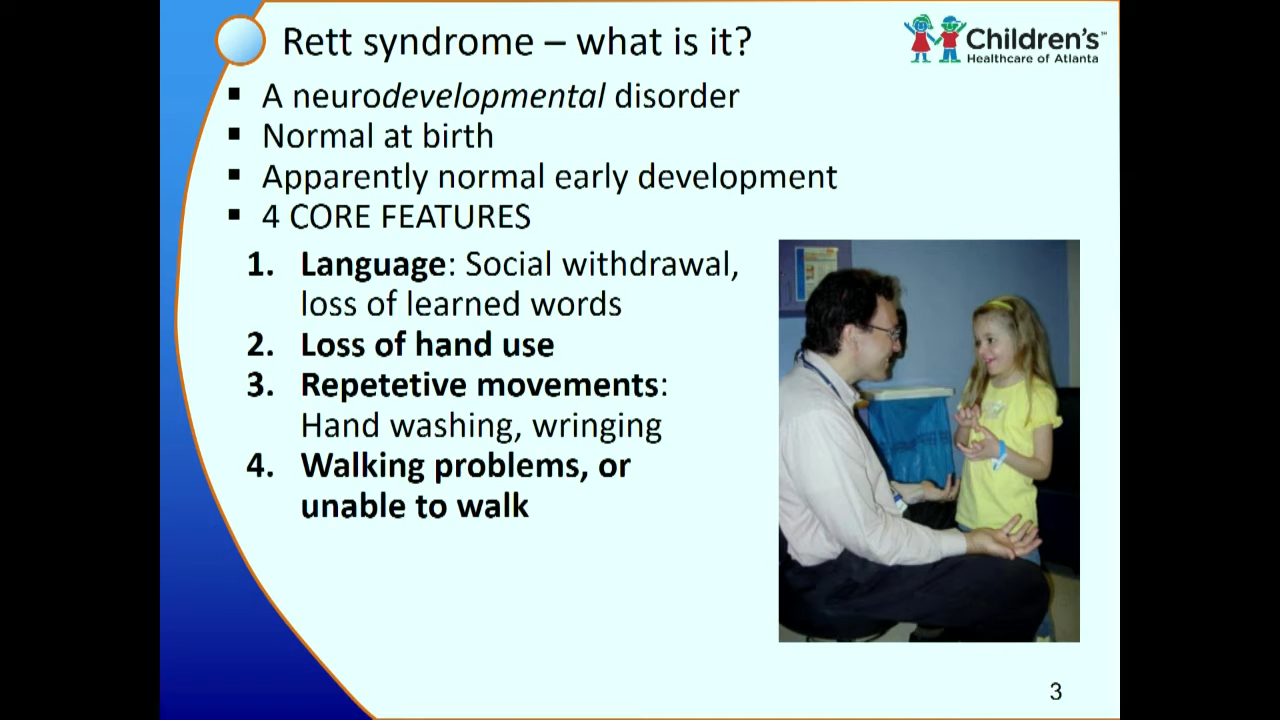 Rett syndrome – what is it?
Children's™
Healthcare of Atlanta
▪ A neurodevelopmental disorder
▪ Normal at birth
▪ Apparently normal early development
▪ 4 CORE FEATURES
1. Language: Social withdrawal,
loss of learned words
2. Loss of hand use
3. Repetetive movements:
Hand washing, wringing
4. Walking problems, or
unable to walk
3